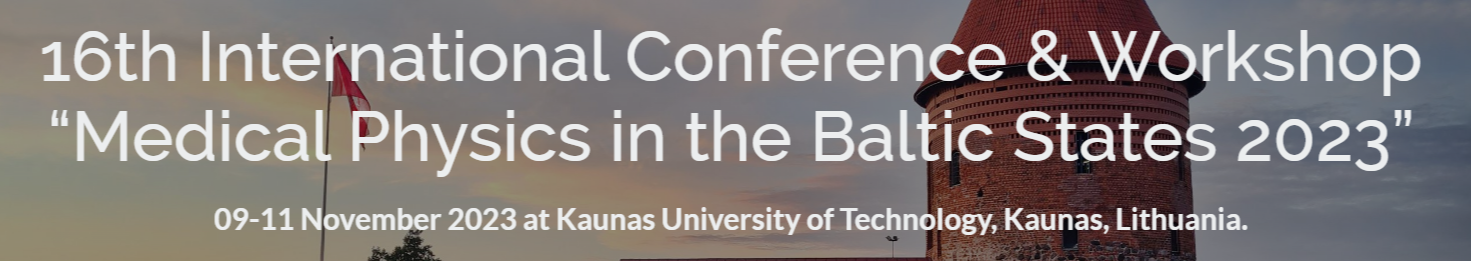 16th International Conference & Workshop
“Medical Physics in the Baltic States 2023”
09-11 November 2023 at Kaunas University of Technology, Kaunas, Lithuania.